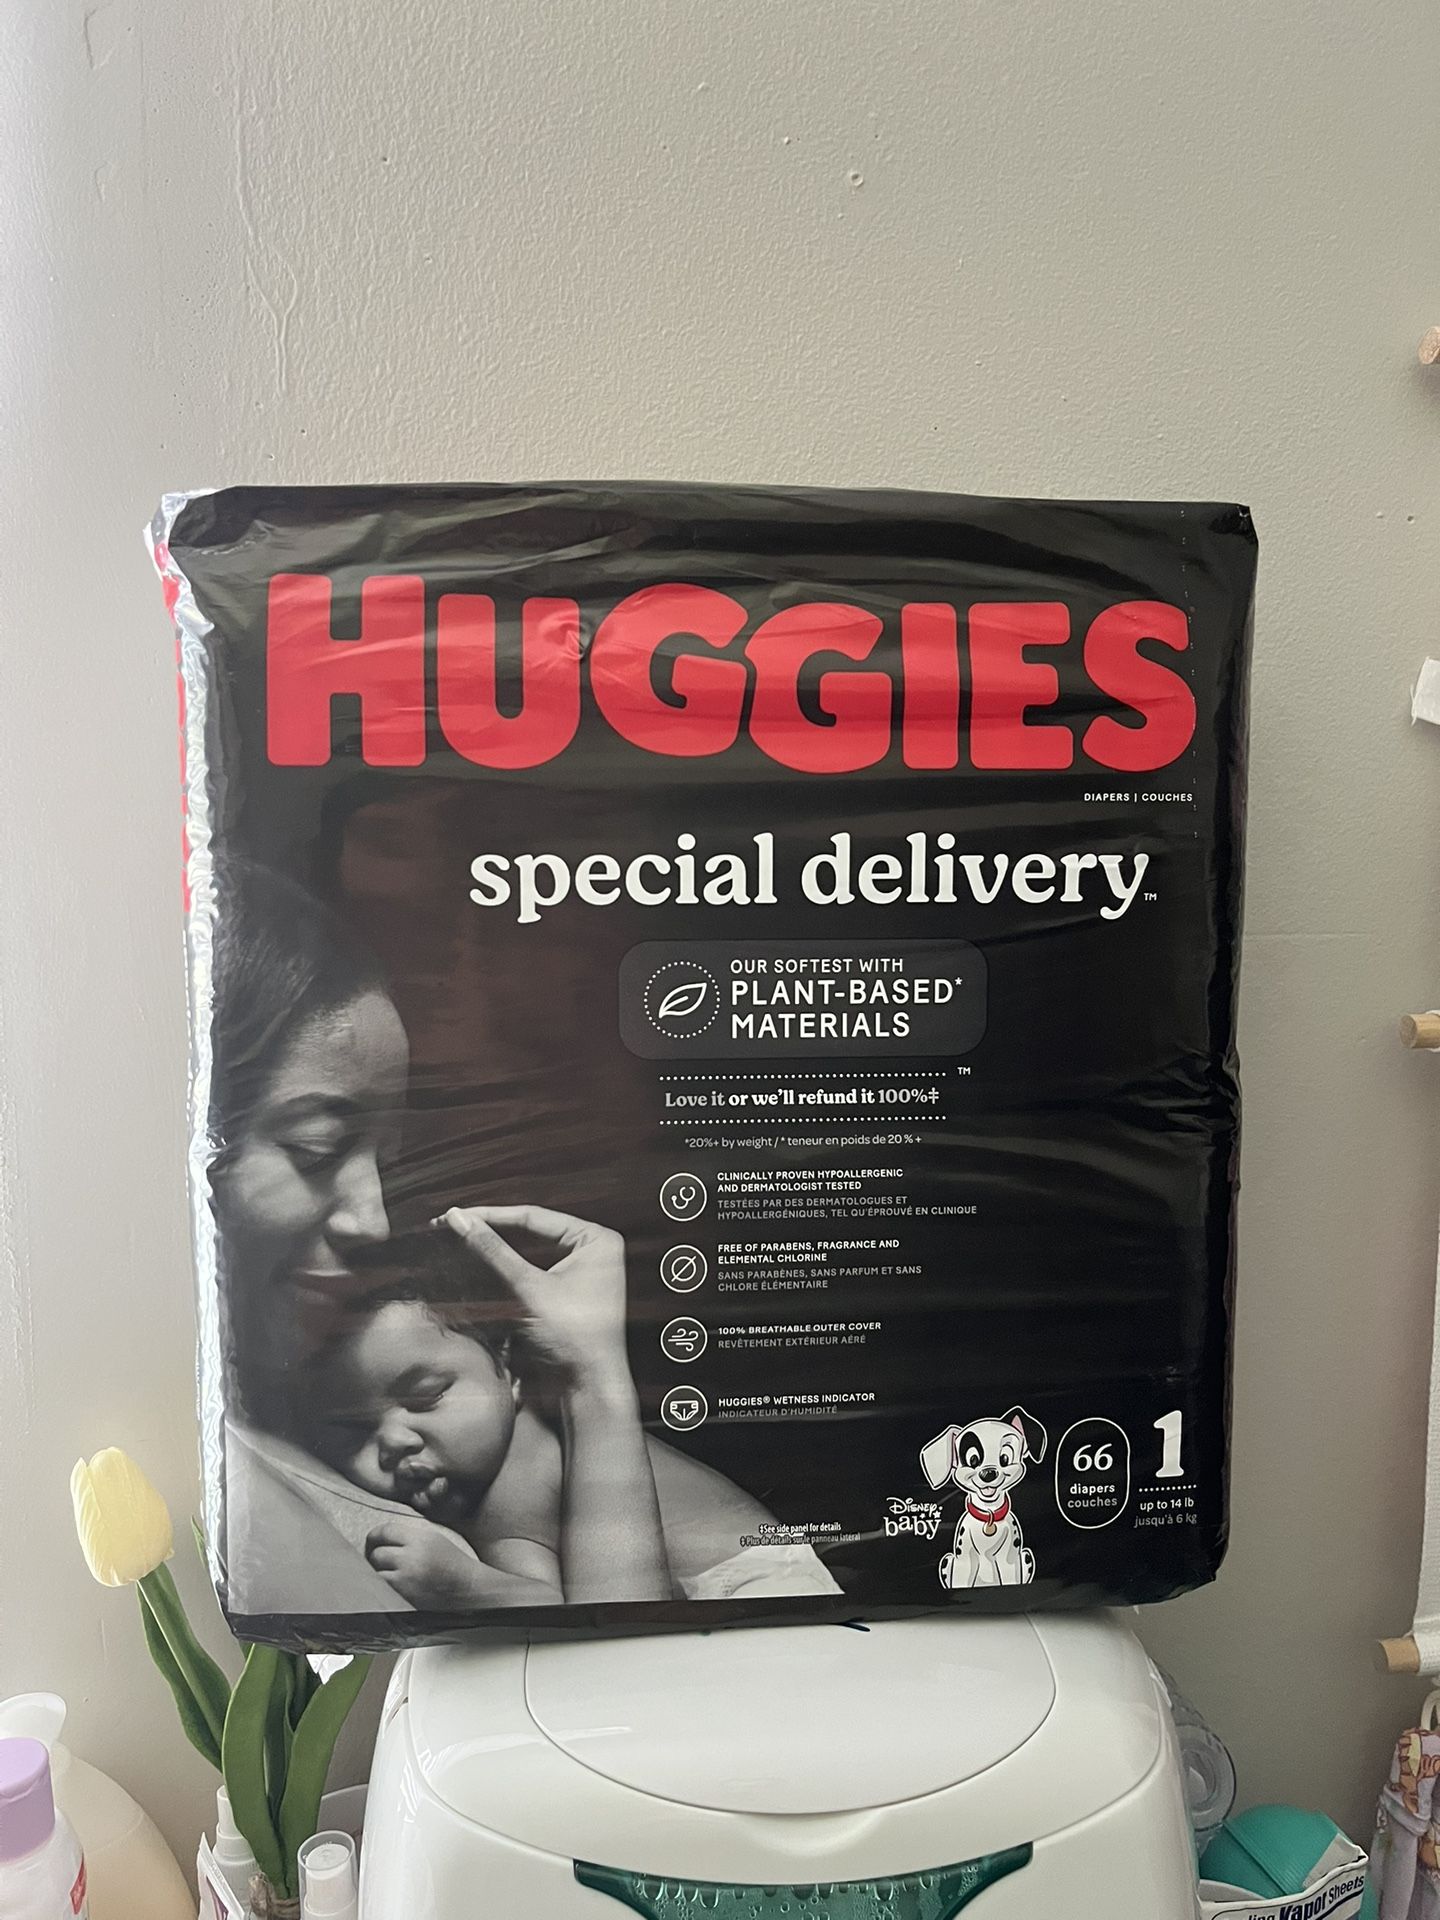 HUGGIES
DIAPERS | COUCHES
special delivery™
OUR SOFTEST WITH
PLANT-BASED*
MATERIALS
™
Love it or we'll refund it 100%‡
*20%+ by weight / * teneur en poids de 20 % +
CLINICALLY PROVEN HYPOALLERGENIC
AND DERMATOLOGIST TESTED
TESTÉES PAR DES DERMATOLOGUES ET
HYPOALLERGÉNIQUES, TEL QU'ÉPROUVÉ EN CLINIQUE
FREE OF PARABENS, FRAGRANCE AND
ELEMENTAL CHLORINE
SANS PARABÈNES, SANS PARFUM ET SANS
CHLORE ÉLÉMENTAIRE
100% BREATHABLE OUTER COVER
REVÊTEMENT EXTÉRIEUR AÉRÉ
HUGGIES® WETNESS INDICATOR
INDICATEUR D'HUMIDITÉ
‡See side panel for details
‡ Plus de détails sur le panneau latéral
Disney
baby
66
diapers
couches
1
up to 14 lb
jusqu'à 6 kg
Vapor Sheets